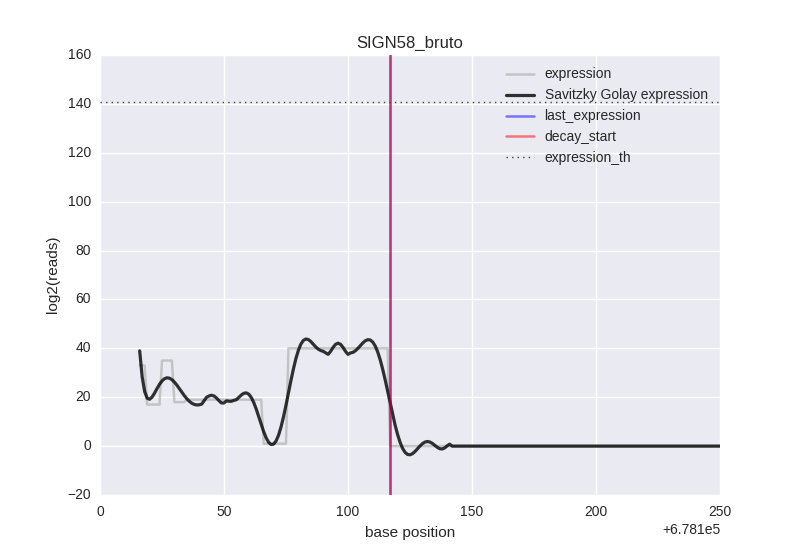 SIGN58_bruto
160
140
120
100
80
60
40
20
0
−20
log2(reads)
expression
Savitzky Golay expression
last_expression
decay_start
expression_th
0 50 100 150 200 250
+6.781e5
base position